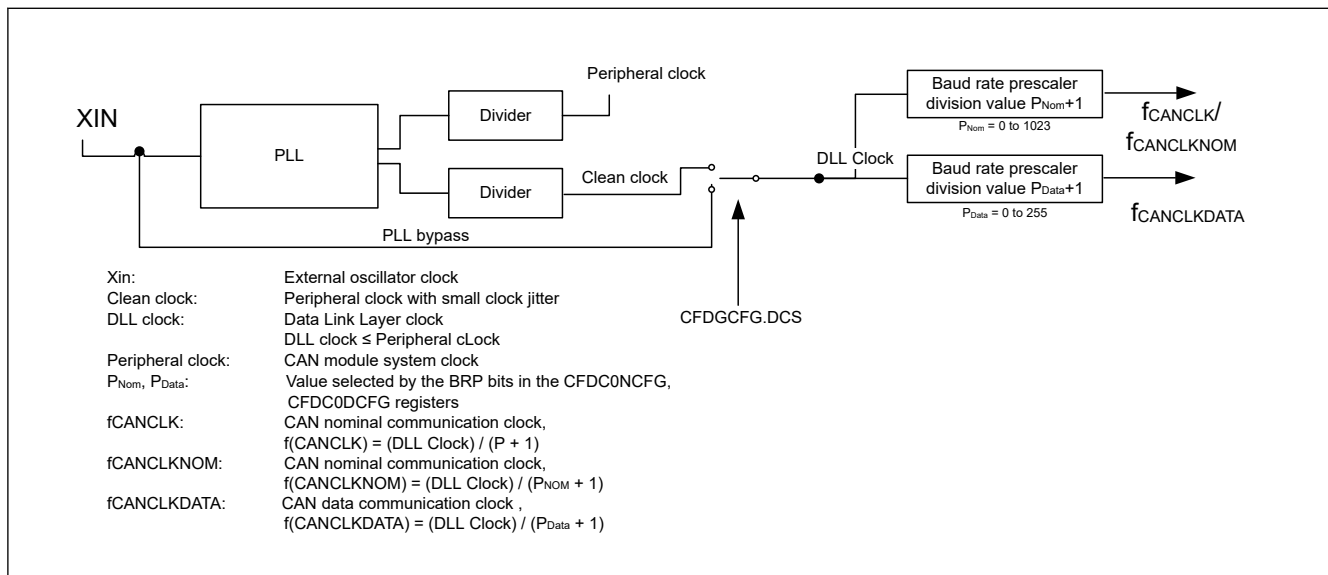 Peripheral clock
Baud rate prescaler
division value PNom+1
PNom = 0 to 1023
fCANCLK/
fCANCLKNOM
XIN
PLL
Divider
Divider
Clean clock
DLL Clock
Baud rate prescaler
division value PData+1
PData = 0 to 255
fCANCLKDATA
PLL bypass
CFDGCFG.DCS
Xin: External oscillator clock
Clean clock: Peripheral clock with small clock jitter
DLL clock: Data Link Layer clock
DLL clock ≤ Peripheral cLock
Peripheral clock: CAN module system clock
PNom, PData: Value selected by the BRP bits in the CFDC0NCFG,
CFDC0DCFG registers
fCANCLK: CAN nominal communication clock,
f(CANCLK) = (DLL Clock) / (P + 1)
fCANCLKNOM: CAN nominal communication clock,
f(CANCLKNOM) = (DLL Clock) / (PNOM + 1)
fCANCLKDATA: CAN data communication clock ,
f(CANCLKDATA) = (DLL Clock) / (PData + 1)